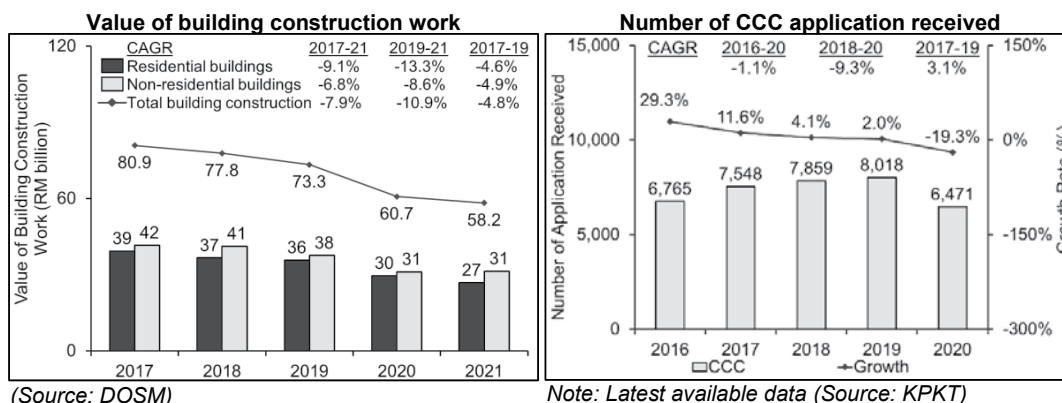 Value of building construction work
120
CAGR 2017-21 2019-21 2017-19
Residential buildings -9.1% -13.3% -4.6%
Non-residential buildings -6.8% -8.6% -4.9%
Total building construction -7.9% -10.9% -4.8%
80.9 77.8 73.3 60.7 58.2
60
39 42 37 41 36 38 30 31 27 31
0
2017 2018 2019 2020 2021
Value of Building Construction
Work (RM billion)
(Source: DOSM)
Number of CCC application received
15,000 150%
CAGR 2016-20 2018-20 2017-19
-1.1% -9.3% 3.1%
29.3% 11.6% 4.1% 2.0% -19.3%
10,000 0%
6,765 7,548 7,859 8,018 6,471
5,000 -150%
0 -300%
2016 2017 2018 2019 2020
Number of Application Received
Growth Rate (%)
CCC Growth
Note: Latest available data (Source: KPKT)